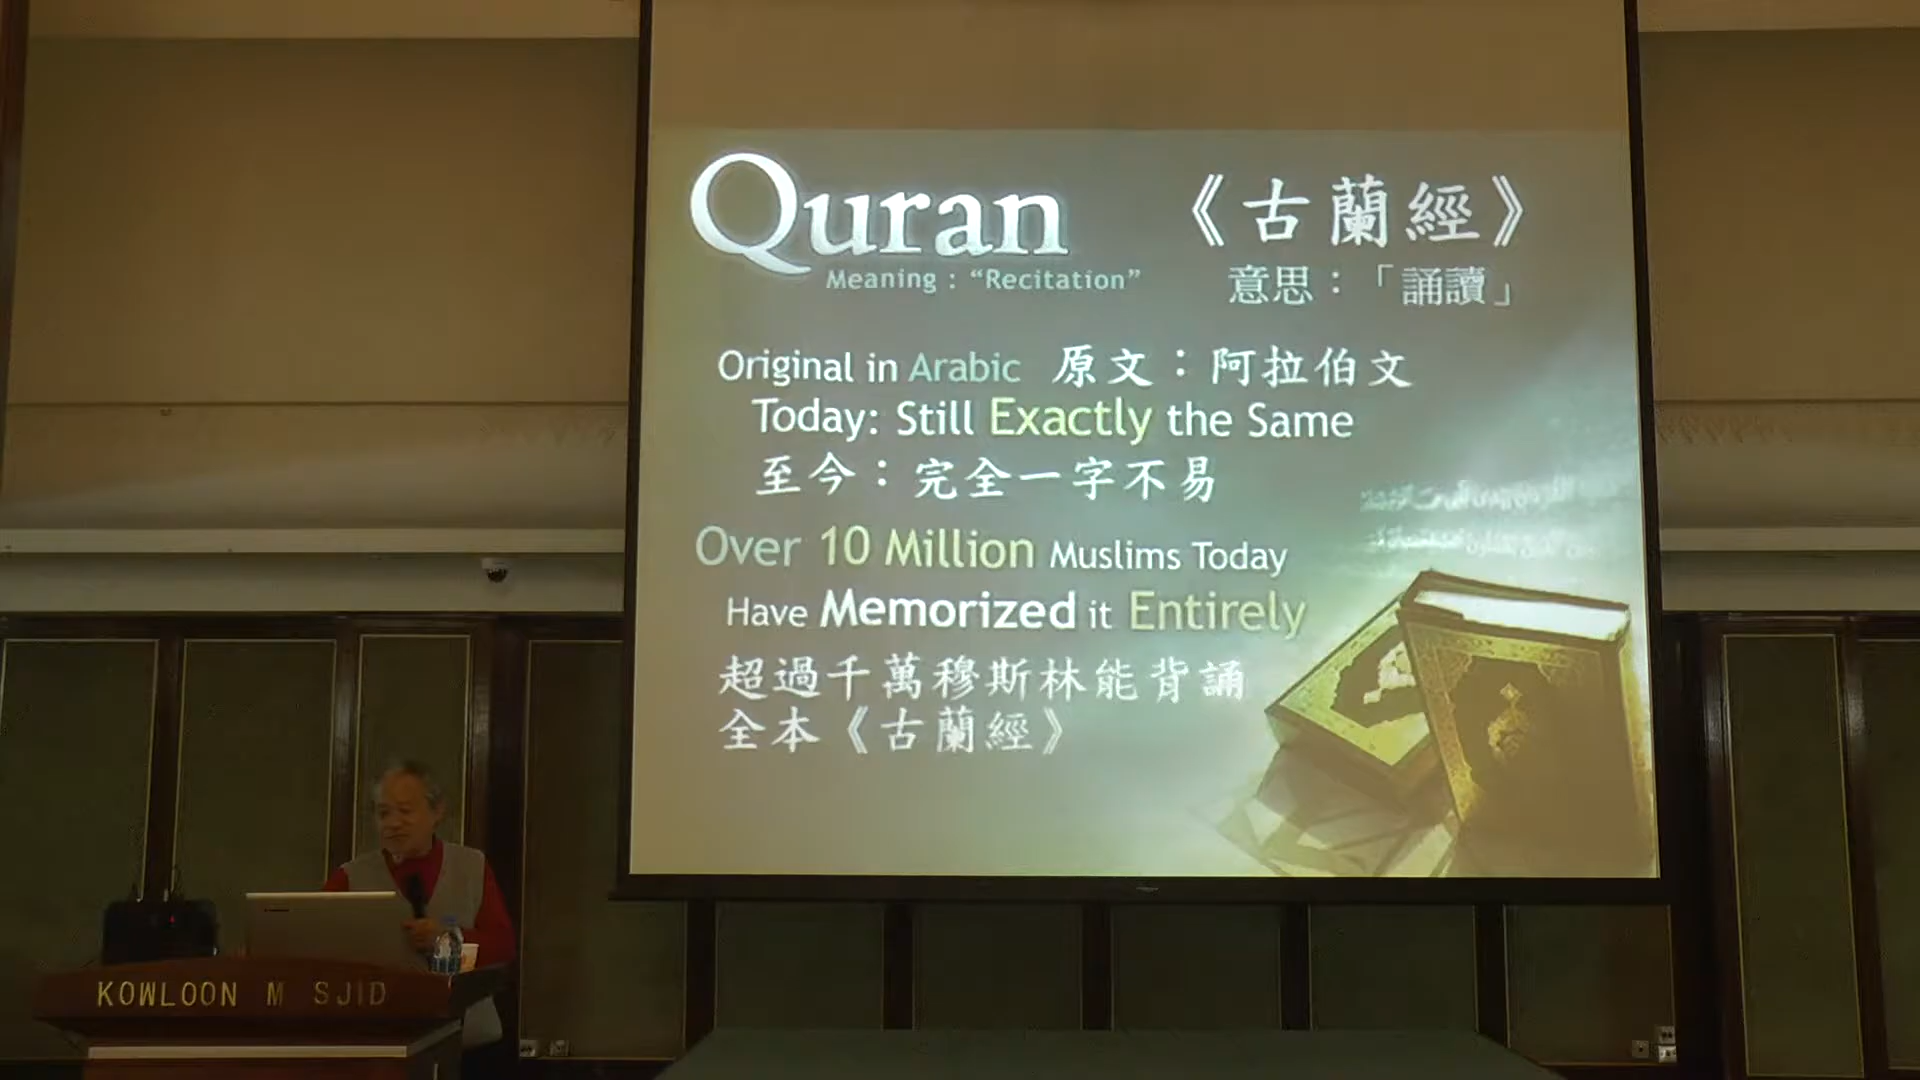 Quran 《古蘭經》
Meaning : “Recitation” 意思：「誦讀」
Original in Arabic 原文：阿拉伯文
Today: Still Exactly the Same
至今：完全一字不易
Over 10 Million Muslims Today
Have Memorized it Entirely
超過千萬穆斯林能背誦
全本《古蘭經》
KOWLOON M SJID